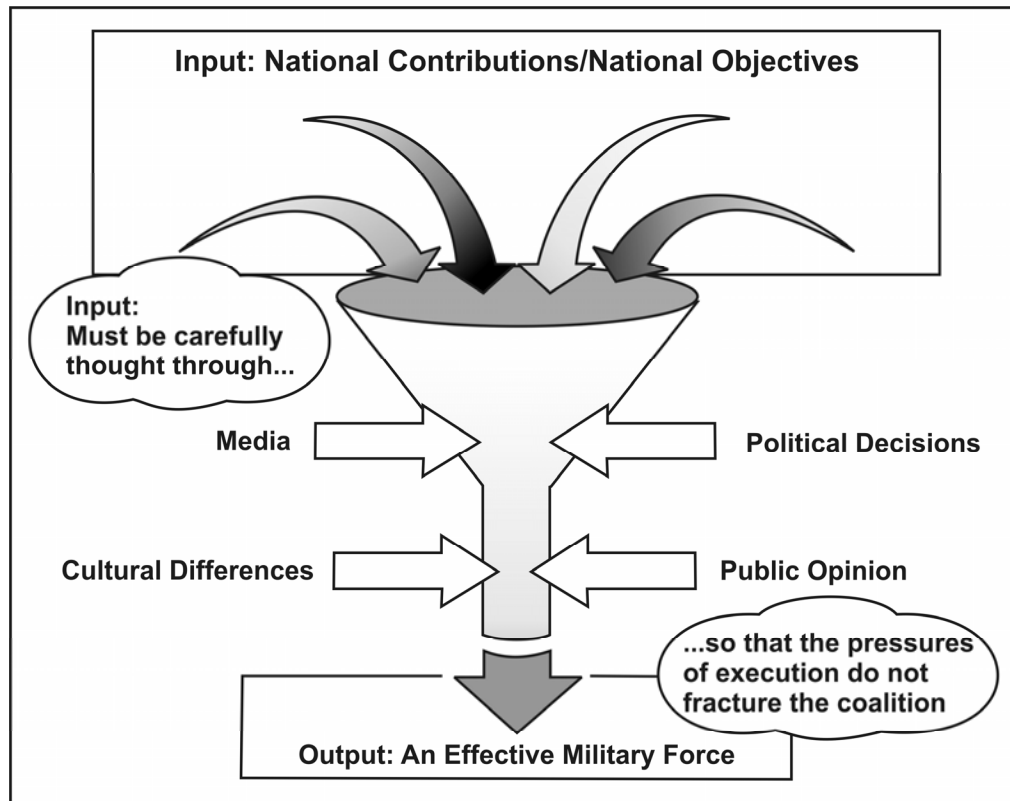 Input: National Contributions/National Objectives
Input:
Must be carefully
thought through...
Media
Political Decisions
Cultural Differences
Public Opinion
...so that the pressures
of execution do not
fracture the coalition
Output: An Effective Military Force